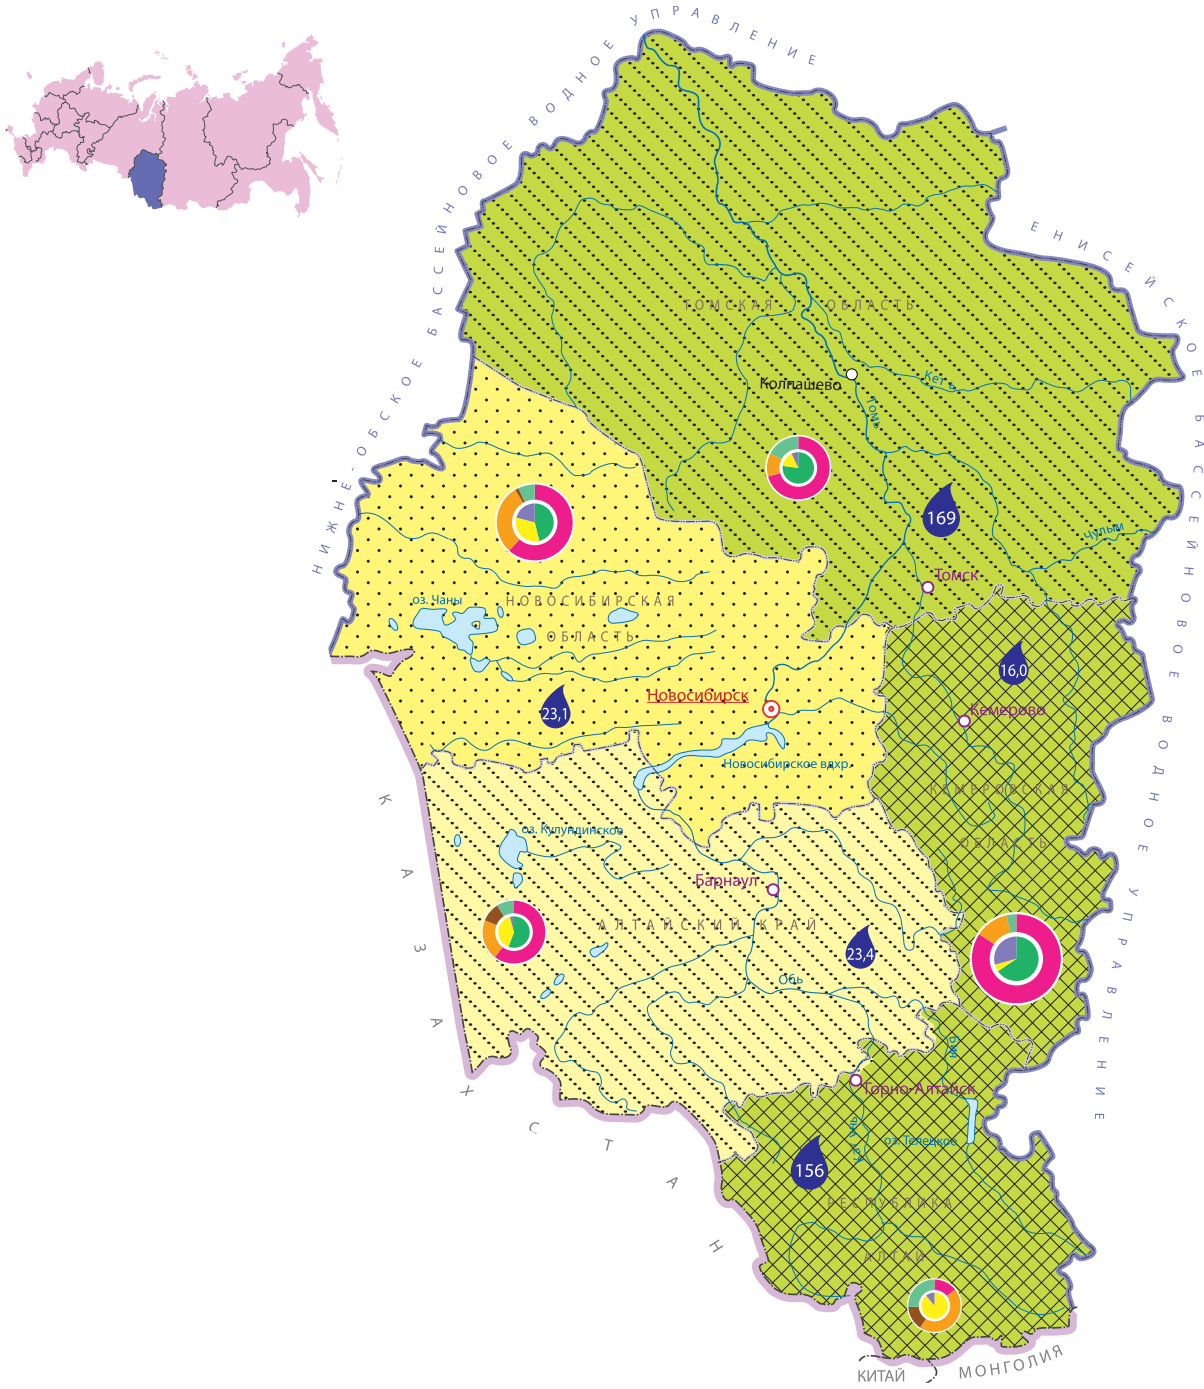 НИЖНЕ-ОБСКОЕ БАССЕЙНОВОЕ ВОДНОЕ УПРАВЛЕНИЕ
ЕНИСЕЙСКОЕ БАССЕЙНОВОЕ ВОДНОЕ УПРАВЛЕНИЕ
ТОМСКАЯ ОБЛАСТЬ
Колпашево
Кеть
Томь
169
Чулым
Томск
оз. Чаны
НОВОСИБИРСКАЯ
ОБЛАСТЬ
16,0
Новосибирск
23,1
Кемерово
Новосибирское вдхр.
КЕМЕРОВСКАЯ
ОБЛАСТЬ
оз. Кулундинское
Барнаул
АЛТАЙСКИЙ КРАЙ
23,4
Обь
Бия
Горно-Алтайск
Катунь
оз. Телецкое
156
РЕСПУБЛИКА
АЛТАЙ
КАЗАХСТАН
КИТАЙ
МОНГОЛИЯ